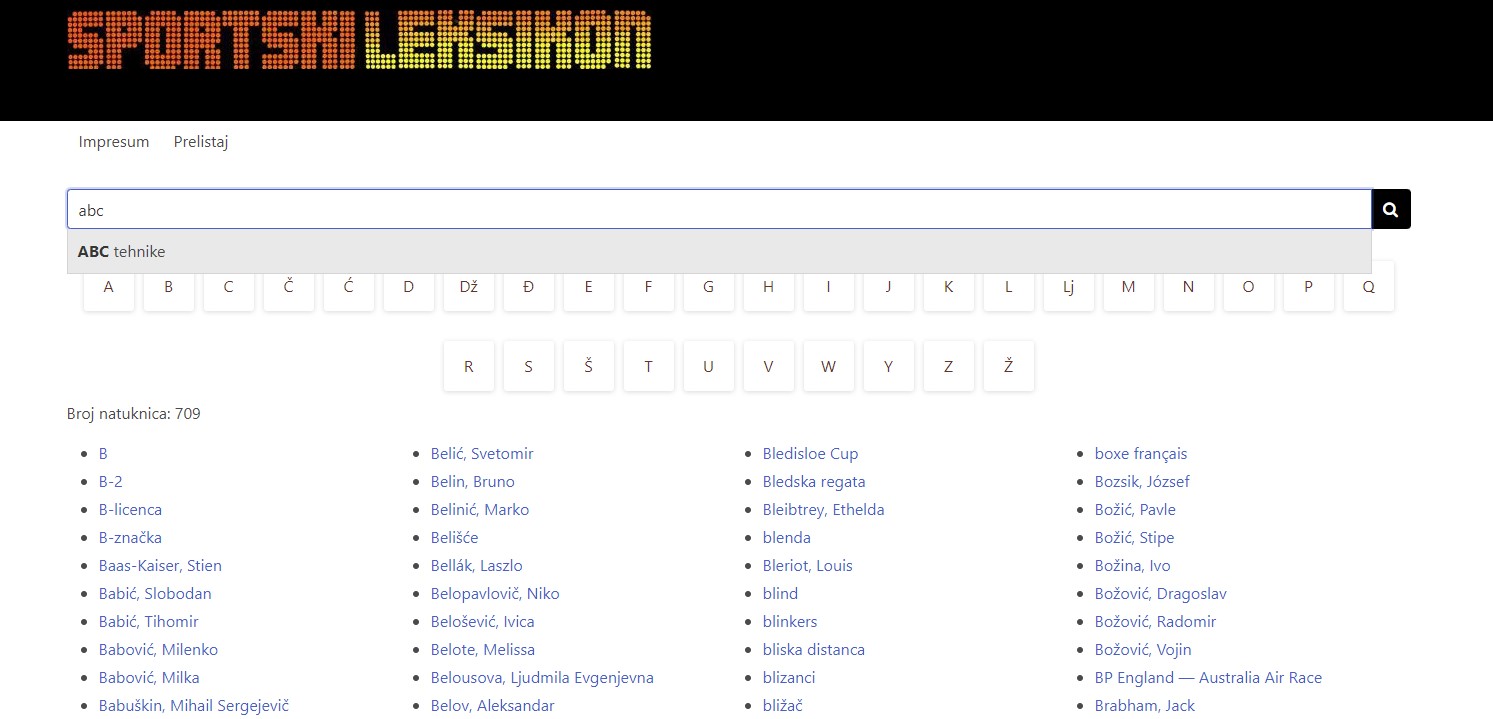 SPORTSKI LEKSIKON
Impresum Prelistaj
abc
ABC tehnike
A B C Č Ć D Dž Đ E F G H I J K L Lj M N O P Q
R S Š T U V W Y Z Ž
Broj natuknica: 709
B
B-2
B-licenca
B-značka
Baas-Kaiser, Stien
Babić, Slobodan
Babić, Tihomir
Babović, Milenko
Babović, Milka
Babuškin, Mihail Sergejevič
Belić, Svetomir
Belin, Bruno
Belinić, Marko
Belišće
Bellák, Laszlo
Belopavlovič, Niko
Belošević, Ivica
Belote, Melissa
Belousova, Ljudmila Evgenjevna
Belov, Aleksandar
Bledisloe Cup
Bledska regata
Bleibtrey, Ethelda
blenda
Bleriot, Louis
blind
blinkers
bliska distanca
blizanci
bližač
boxe français
Bozsik, József
Božić, Pavle
Božić, Stipe
Božina, Ivo
Božović, Dragoslav
Božović, Radomir
Božović, Vojin
BP England — Australia Air Race
Brabham, Jack